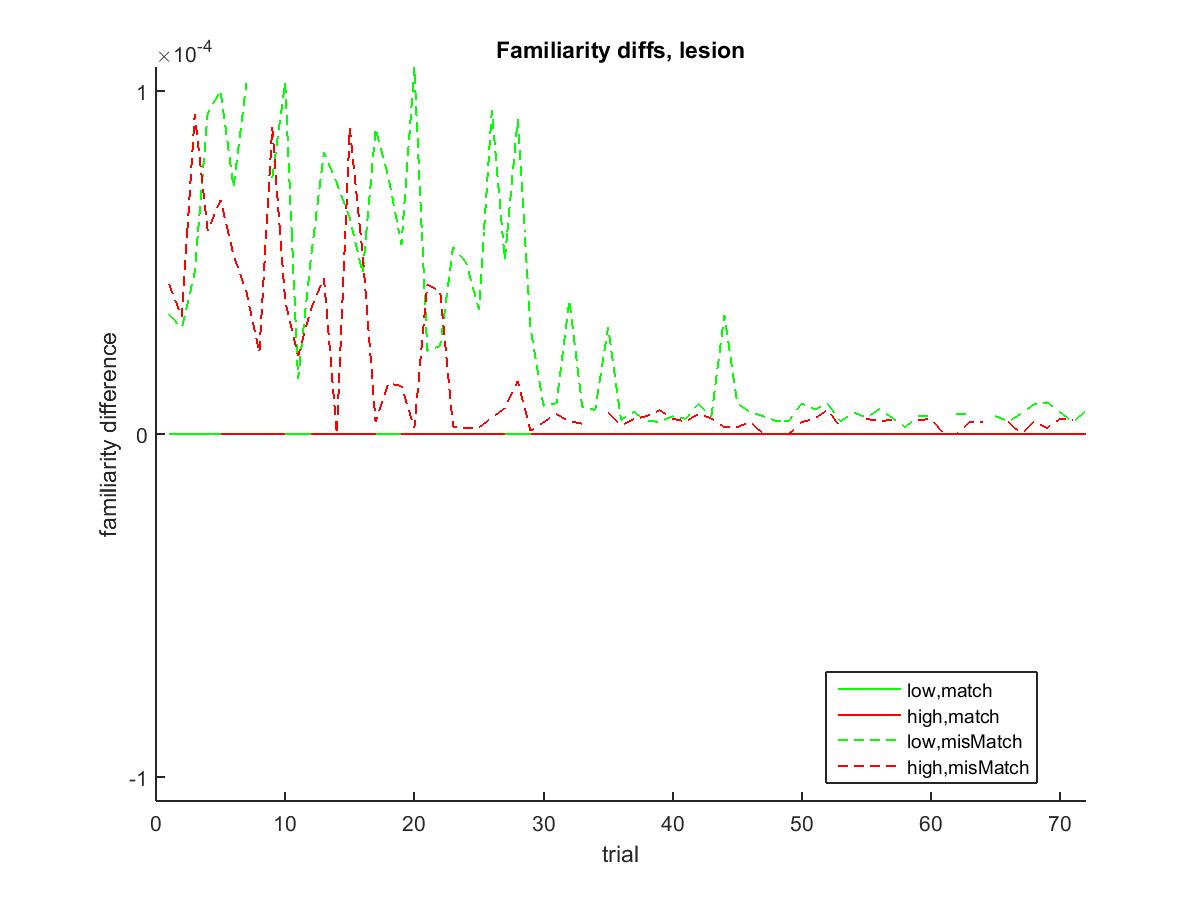 Familiarity diffs, lesion
×10-4
1
0
-1
familiarity difference
0 10 20 30 40 50 60 70
trial
low,match
high,match
low,misMatch
high,misMatch